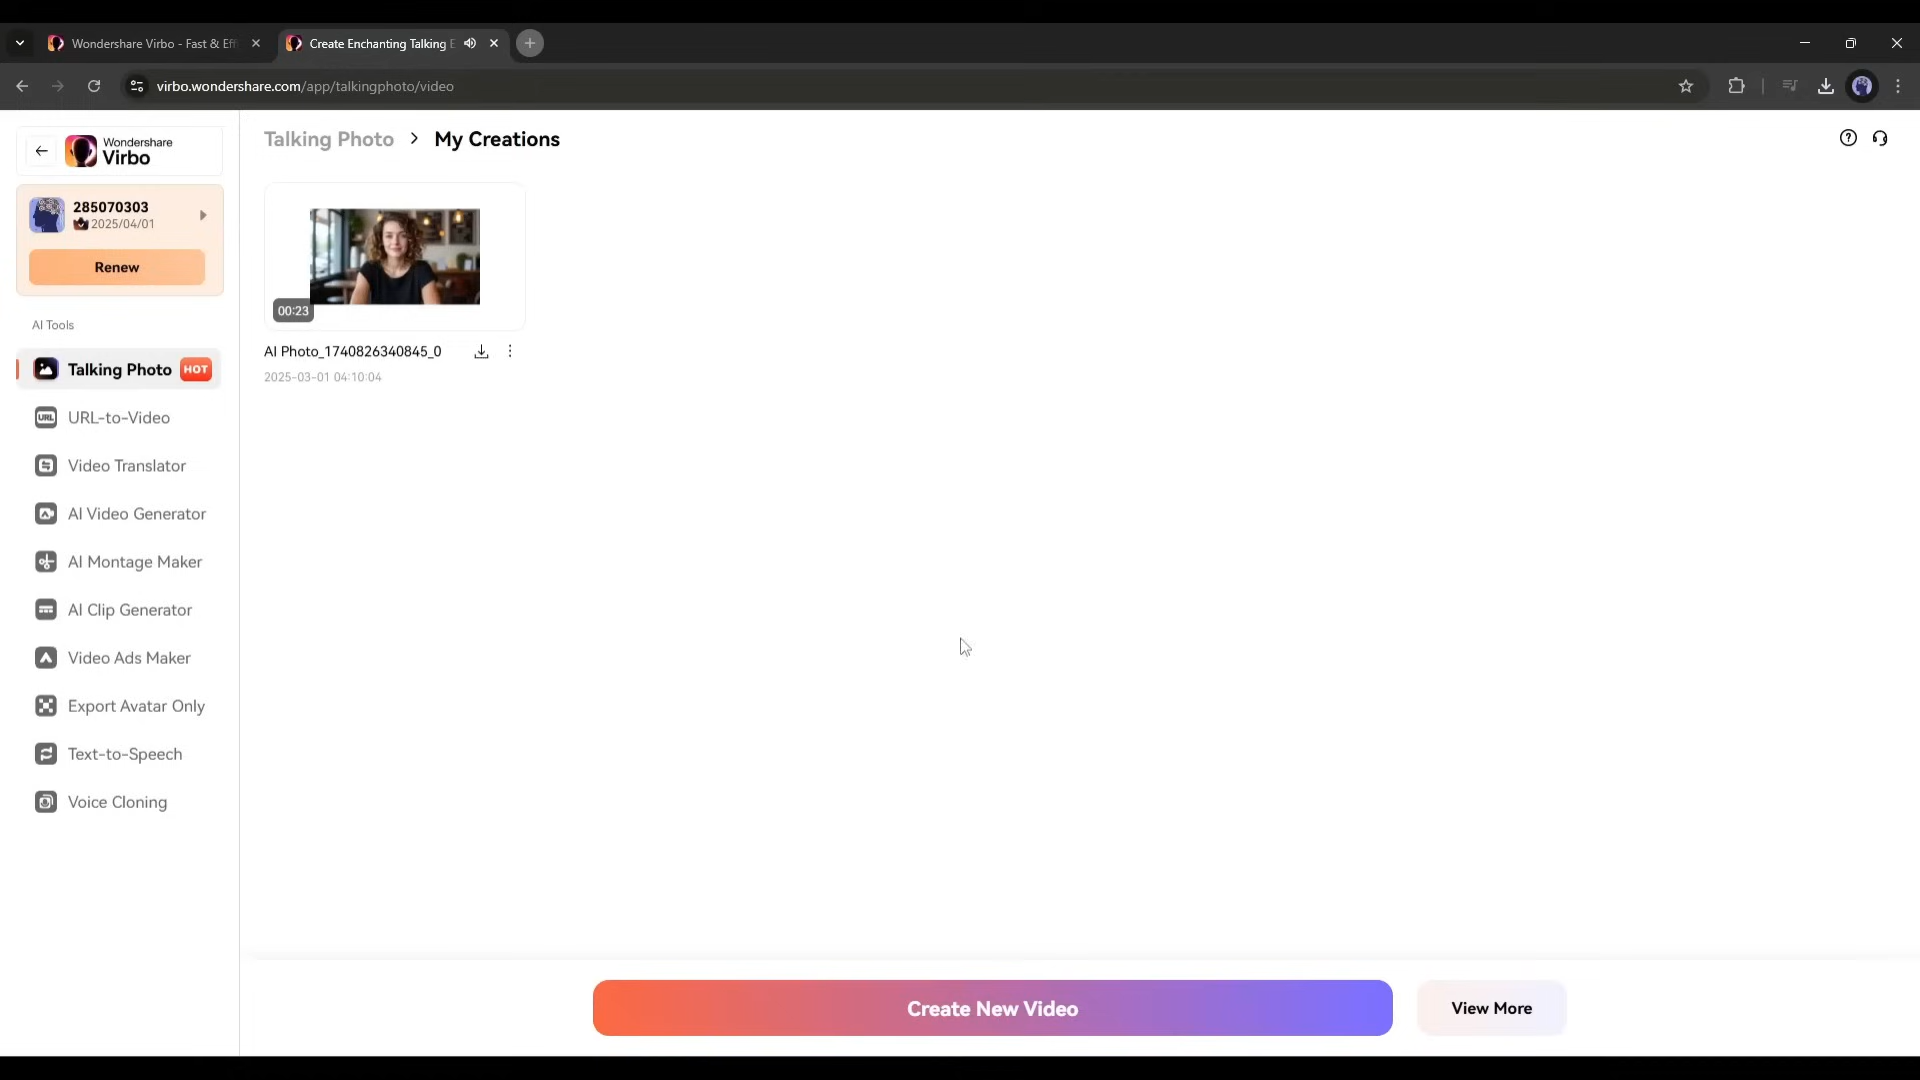 Wondershare Virbo - Fast & Eff
Create Enchanting Talking E
virbo.wondershare.com/app/talkingphoto/video
Wondershare
Virbo
285070303
2025/04/01
Renew
AI Tools
Talking Photo HOT
URL URL-to-Video
Video Translator
AI Video Generator
AI Montage Maker
AI Clip Generator
Video Ads Maker
Export Avatar Only
Text-to-Speech
Voice Cloning
Talking Photo > My Creations
00:23
AI Photo_1740826340845_0
2025-03-01 04:10:04
Create New Video
View More